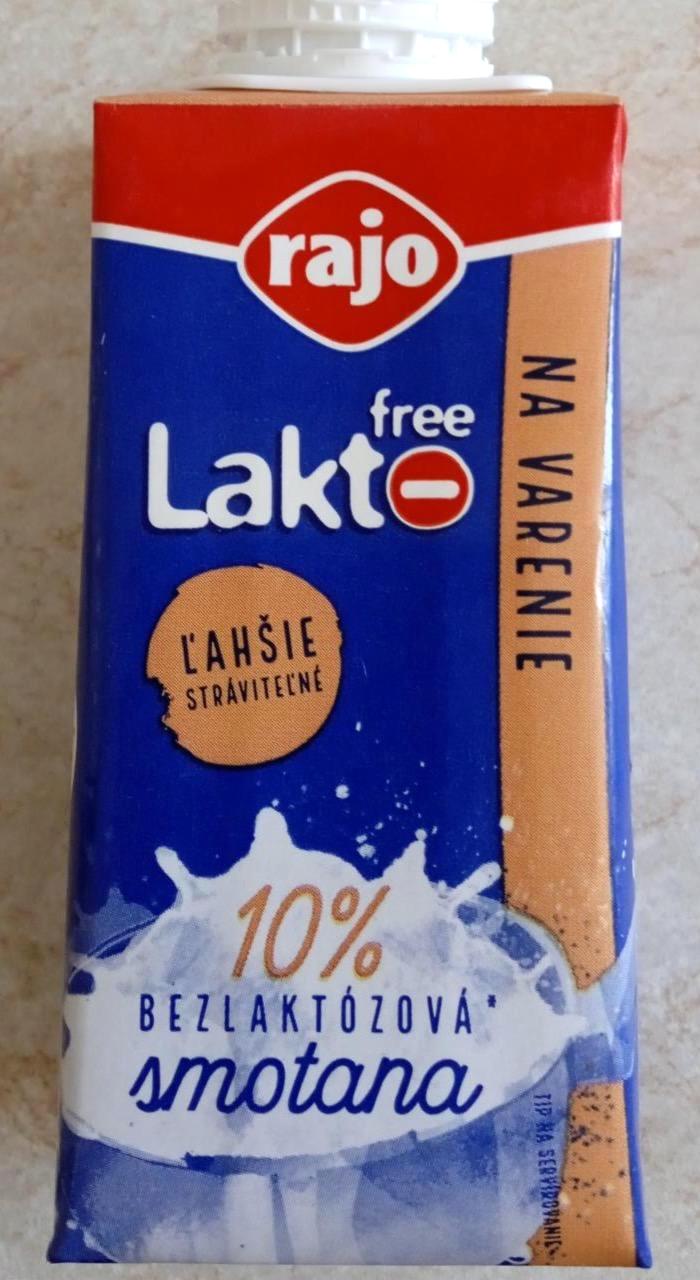 rajo
free
Lakto
NA VARENIE
ĽAHŠIE
STRÁVITEĽNÉ
10%
BEZLAKTÓZOVÁ*
smotana
TIP NA SERVÍROVANIE